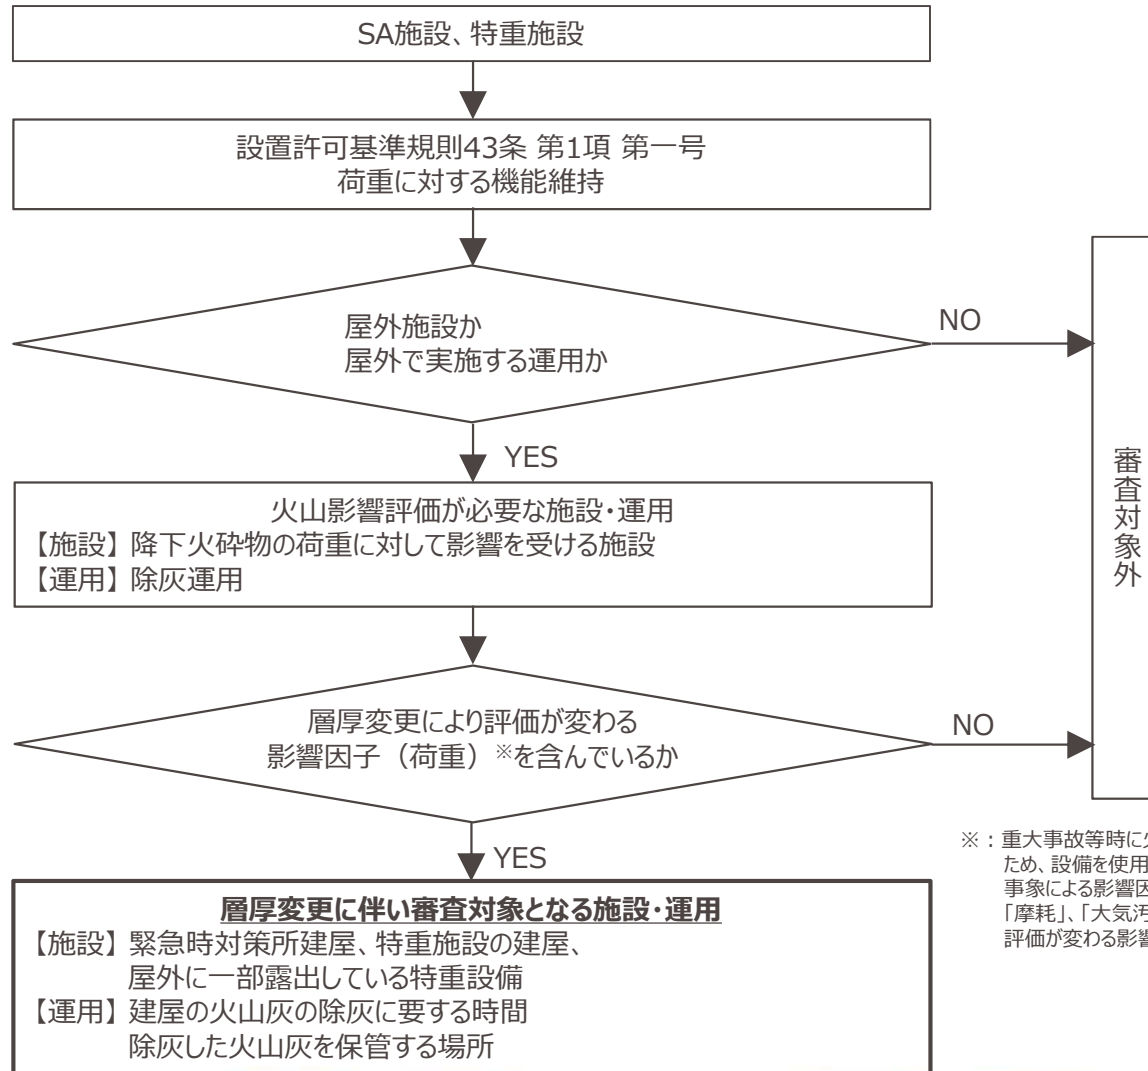 SA施設、特重施設
設置許可基準規則43条 第1項 第一号
荷重に対する機能維持
屋外施設か
屋外で実施する運用か
NO
YES
火山影響評価が必要な施設・運用
【施設】降下火砕物の荷重に対して影響を受ける施設
【運用】除灰運用
層厚変更により評価が変わる
影響因子（荷重）※を含んでいるか
NO
YES
審査対象外
層厚変更に伴い審査対象となる施設・運用
【施設】緊急時対策所建屋、特重施設の建屋、
屋外に一部露出している特重設備
【運用】建屋の火山灰の除灰に要する時間
除灰した火山灰を保管する場所
※：重大事故等時に
ため、設備を使用
事象による影響因
「摩耗」、「大気汚
評価が変わる影響